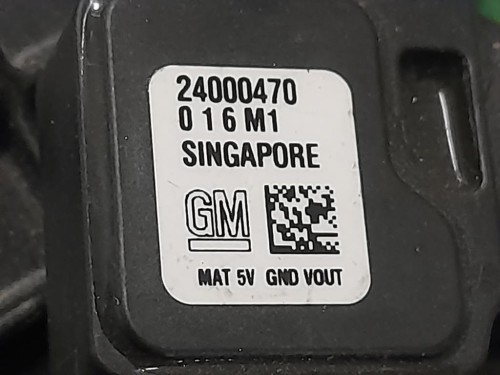 24000470
0 1 6 M1
SINGAPORE
GM
MAT 5V GND VOUT